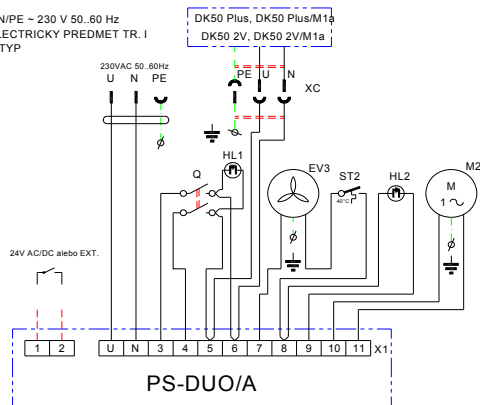 N/PE ~ 230 V 50..60 Hz
LECTRICKY PREDMET TR. I
TYP
DK50 Plus, DK50 Plus/M1a
DK50 2V, DK50 2V/M1a
230VAC 50..60Hz
U N PE
PE U N
XC
Q
HL1
EV3
ST2
40°C
HL2
M2
M
1
24V AC/DC alebo EXT.
1 2
U N 3 4 5 6 7 8 9 10 11 X1
PS-DUO/A